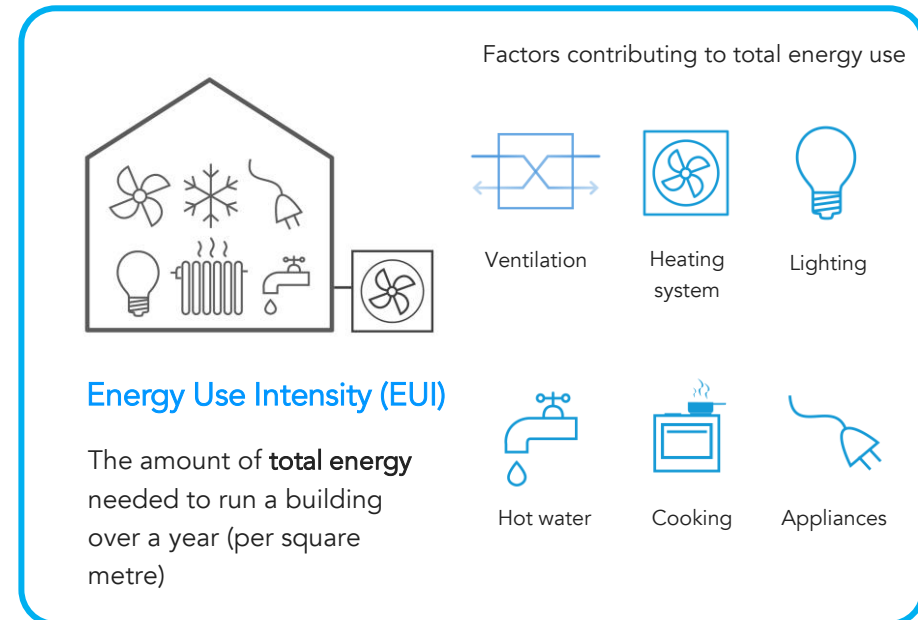 Factors contributing to total energy use
Ventilation
Heating
system
Lighting
Energy Use Intensity (EUI)
The amount of total energy
needed to run a building
over a year (per square
metre)
Hot water
Cooking
Appliances